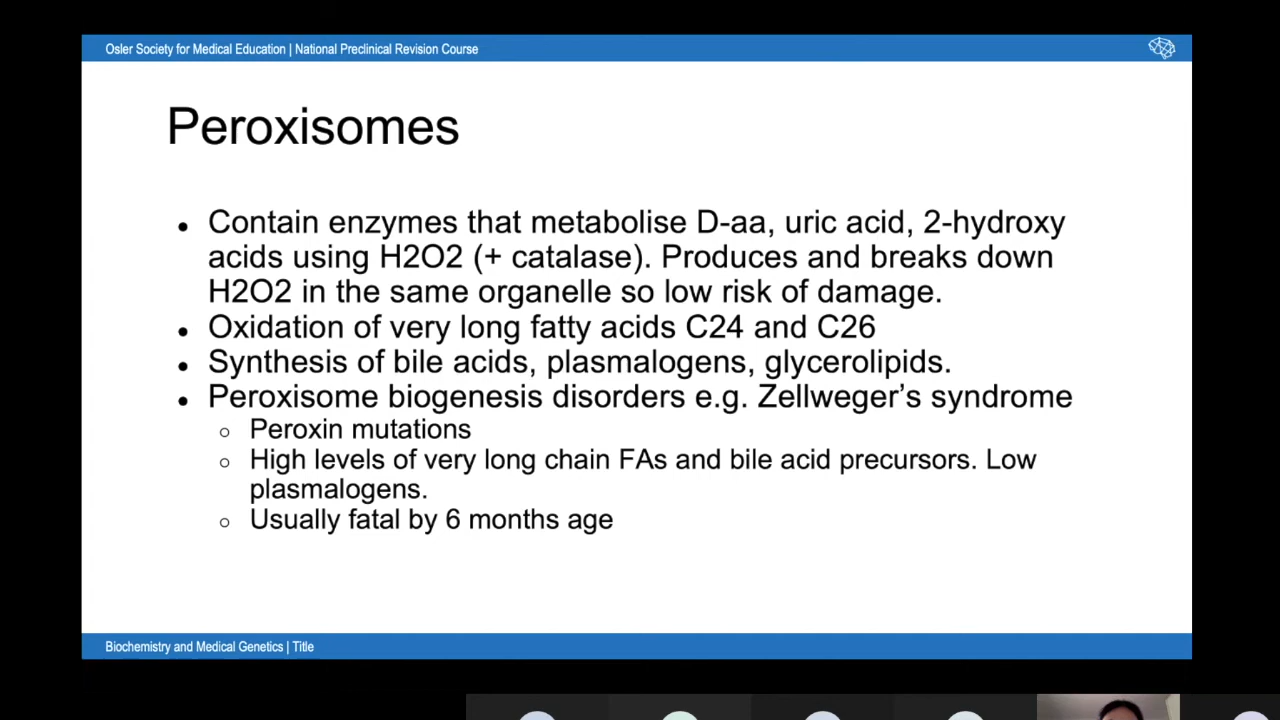 Osler Society for Medical Education | National Preclinical Revision Course
Peroxisomes
• Contain enzymes that metabolise D-aa, uric acid, 2-hydroxy
acids using H2O2 (+ catalase). Produces and breaks down
H2O2 in the same organelle so low risk of damage.
• Oxidation of very long fatty acids C24 and C26
• Synthesis of bile acids, plasmalogens, glycerolipids.
• Peroxisome biogenesis disorders e.g. Zellweger’s syndrome
○ Peroxin mutations
○ High levels of very long chain FAs and bile acid precursors. Low
plasmalogens.
○ Usually fatal by 6 months age
Biochemistry and Medical Genetics | Title